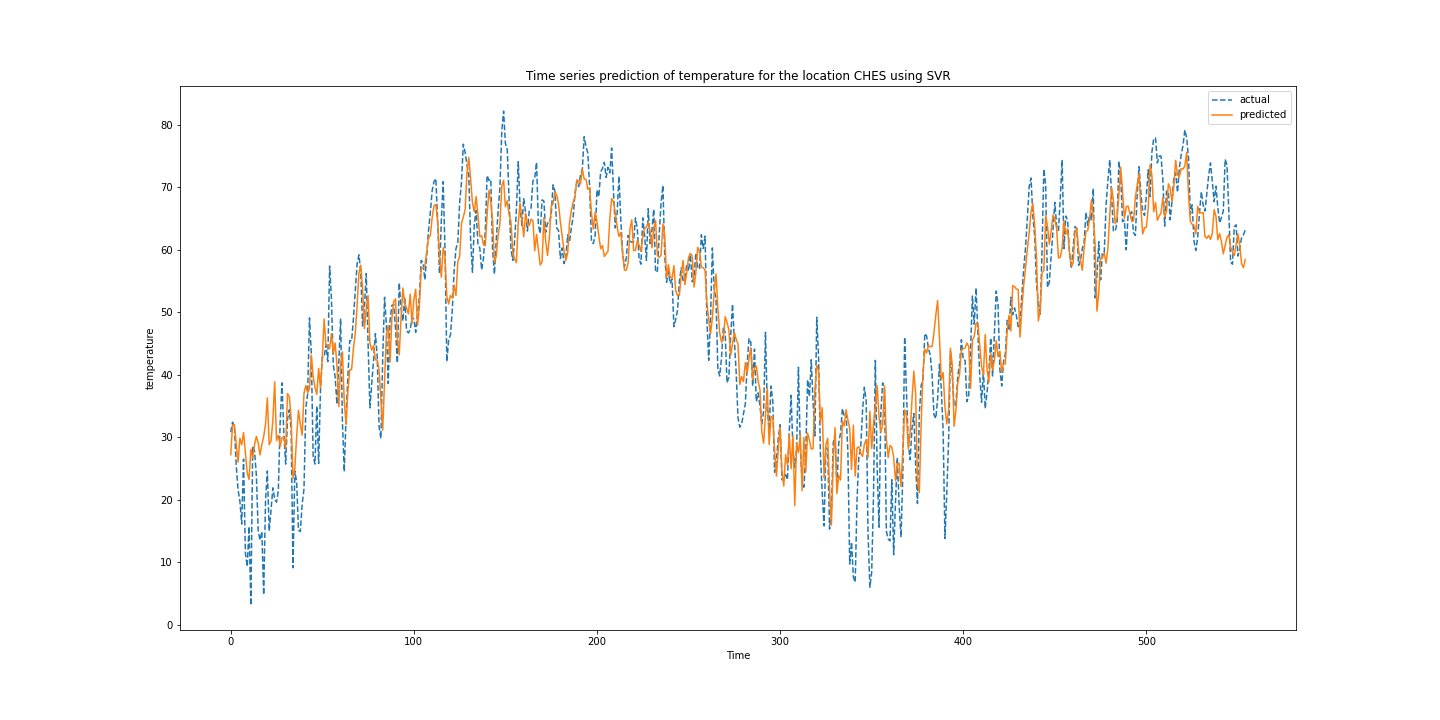 Time series prediction of temperature for the location CHES using SVR
actual
predicted
80
70
60
50
40
30
20
10
0
temperature
0 100 200 300 400 500
Time